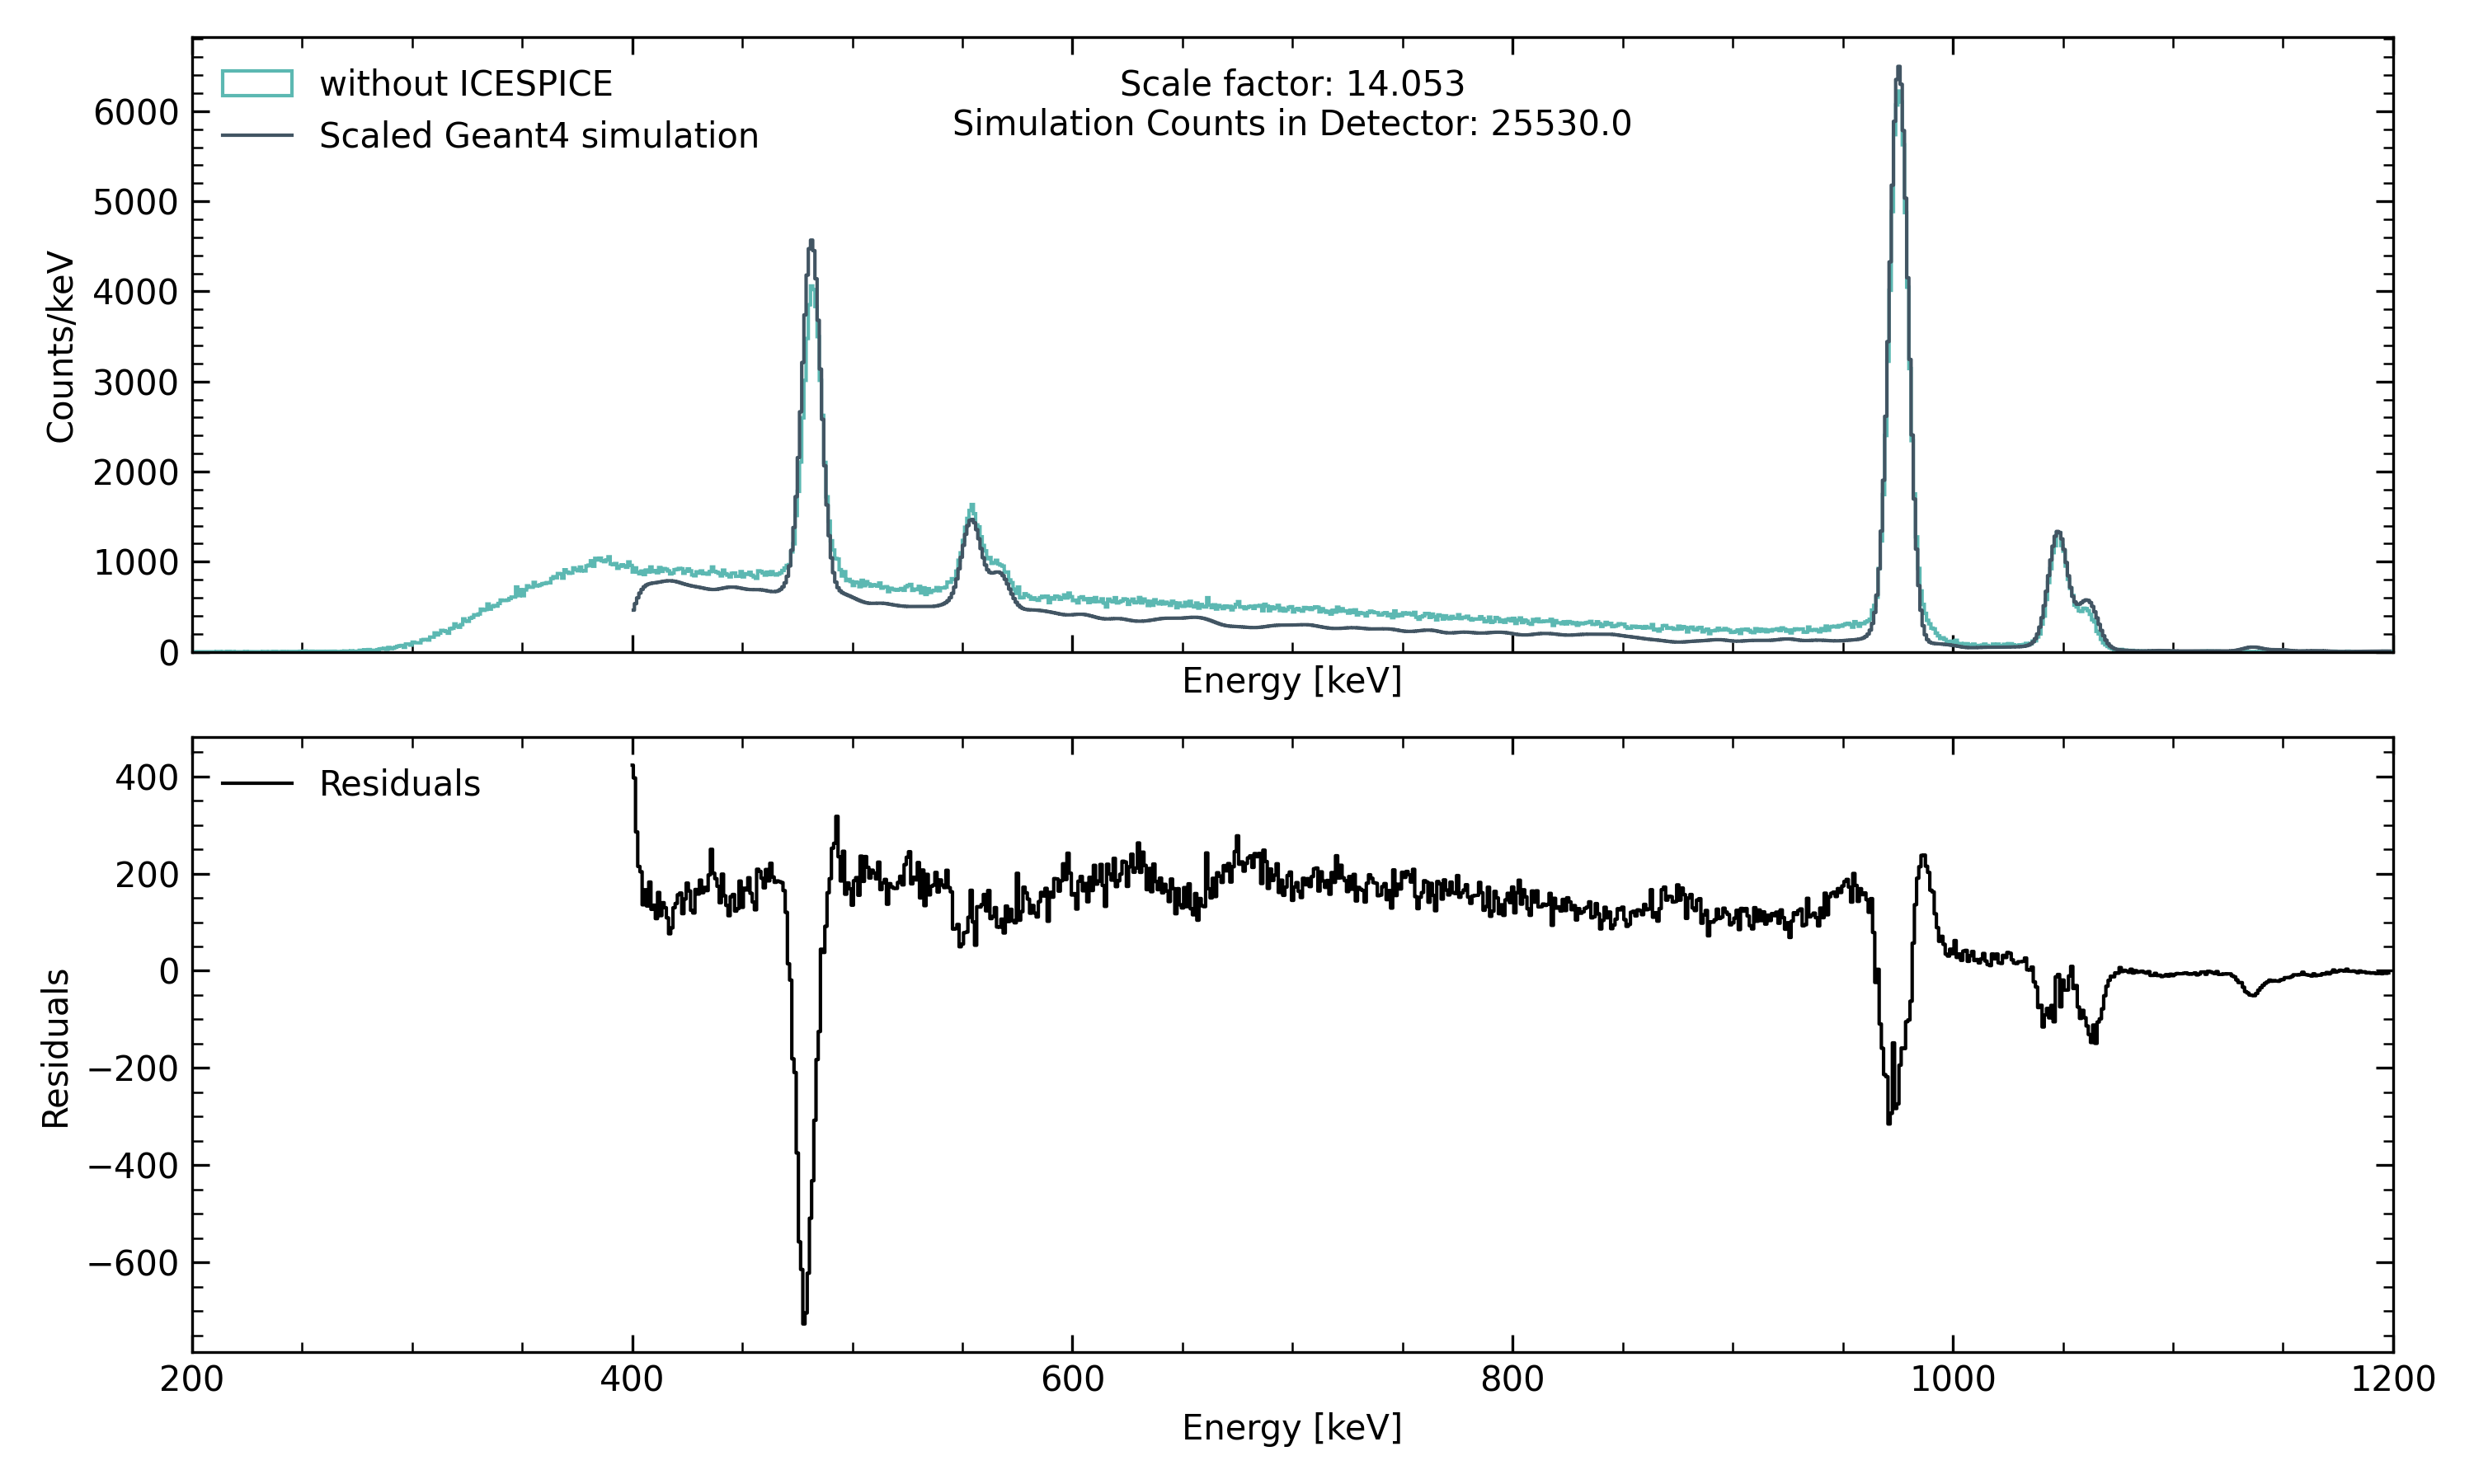 without ICESPICE
Scaled Geant4 simulation
Scale factor: 14.053
Simulation Counts in Detector: 25530.0
Counts/keV
6000
5000
4000
3000
2000
1000
0
Energy [keV]
Residuals
Residuals
400
200
0
−200
−400
−600
200 400 600 800 1000 1200
Energy [keV]